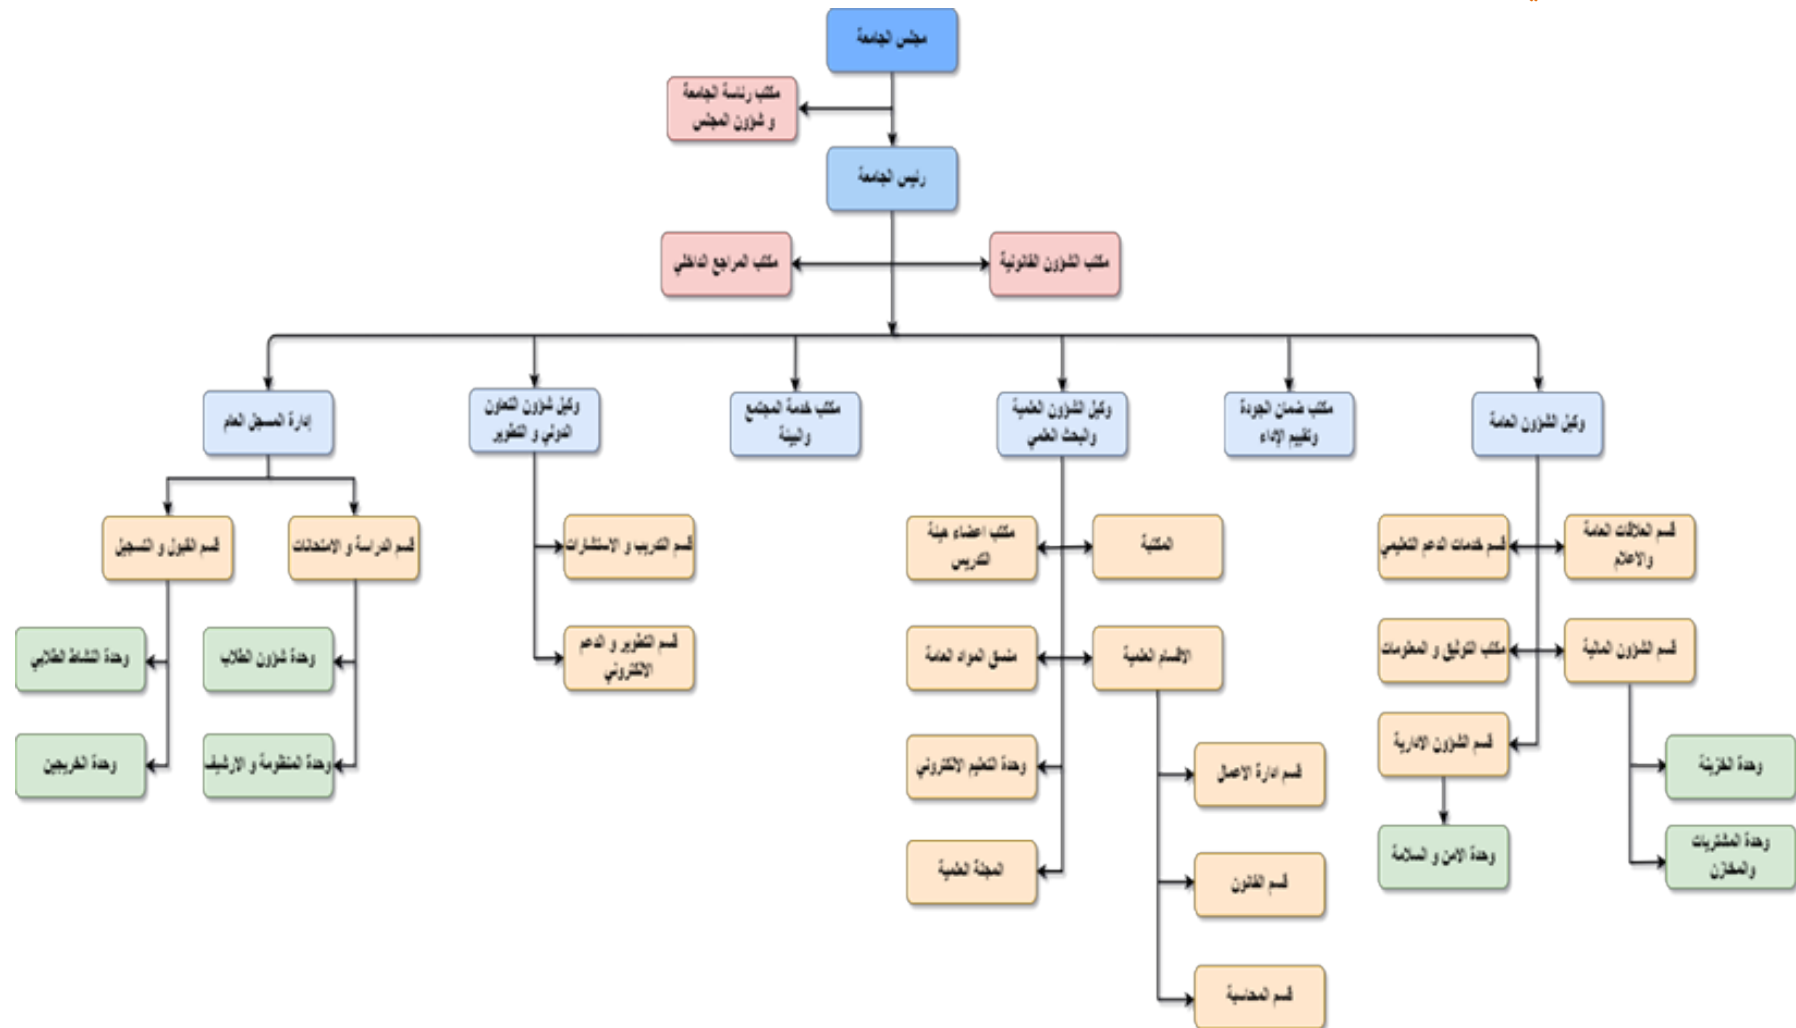 مجلس الجامعة
مكتب رئاسة الجامعة
و شؤون المجلس
رئيس الجامعة
مكتب الشؤون القانونية
مكتب المراجع الداخلي
وكيل الشؤون العامة
مكتب ضمان الجودة
وتقييم الإداء
وكيل الشؤون العلمية
والبحث العلمي
مكتب خدمة المجتمع
والبيئة
وكيل شؤون التعاون
الدولي و التطوير
إدارة المسجل العام
قسم العلاقات العامة
والاعلام
قسم خدمات الدعم التعليمي
قسم الشؤون المالية
مكتب التوثيق و المعلومات
قسم الشؤون الادارية
وحدة الخزينة
وحدة المشتريات
والمخازن
وحدة الامن و السلامة
المكتبة
مكتب اعضاء هيئة
التدريس
الاقسام العلمية
منسق المواد العامة
وحدة التعليم الالكتروني
المجلة العلمية
قسم ادارة الاعمال
قسم القانون
قسم المحاسبة
قسم التدريب و الاستشارات
قسم التطوير و الدعم
الالكتروني
قسم الدراسة و الامتحانات
قسم القبول و التسجيل
وحدة شؤون الطلاب
وحدة المنظومة و الارشيف
وحدة النشاط الطلابي
وحدة الخريجين